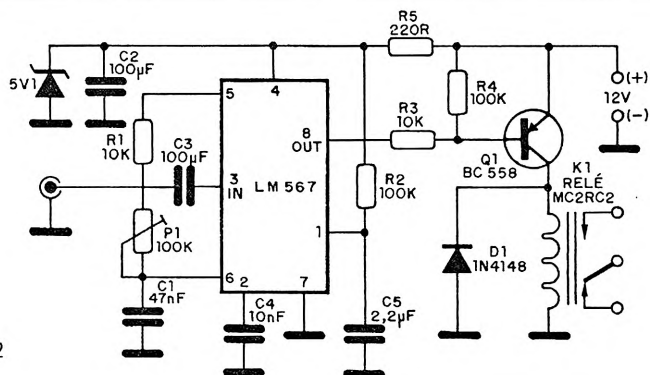 R5
220R
C2
100µF
5V1
5
4
R4
100K
(+)
12V
(-)
R1
10K
C3
100µF
8
OUT
R3
10K
3
IN
LM567
R2
100K
Q1
BC 558
K1
RELÉ
MC2RC2
P1
100K
1
D1
1N4148
6
2
7
C1
47nF
C4
10nF
C5
2,2µF
2